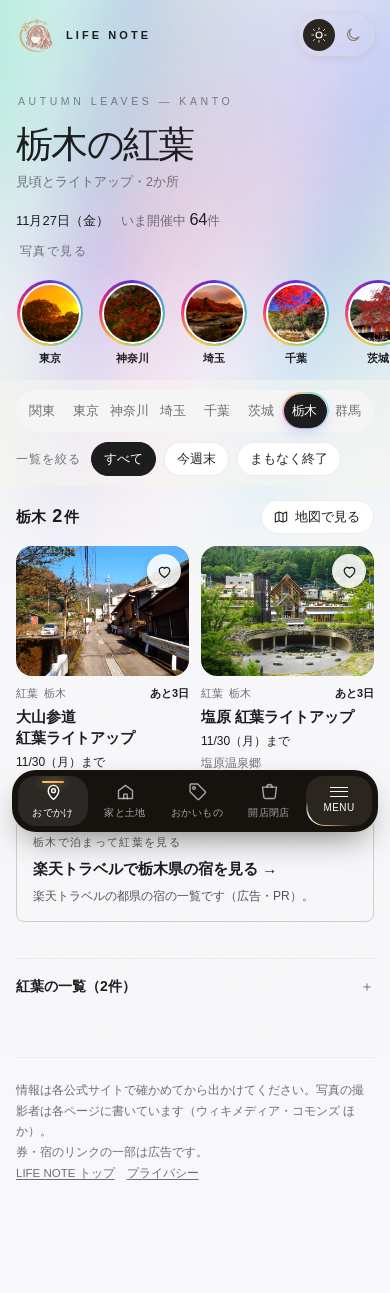 LIFE NOTE
AUTUMN LEAVES — KANTO
栃木の紅葉
見頃とライトアップ・2か所
11月27日（金） いま開催中 64件
写真で見る
東京 神奈川 埼玉 千葉 茨城
関東 東京 神奈川 埼玉 千葉 茨城 栃木 群馬
一覧を絞る すべて 今週末 まもなく終了
栃木 2件 地図で見る
紅葉 栃木 あと3日
大山参道
紅葉ライトアップ
11/30（月）まで
紅葉 栃木 あと3日
塩原 紅葉ライトアップ
11/30（月）まで
塩原温泉郷
おでかけ 家と土地 おかいもの 開店閉店 MENU
栃木で泊まって紅葉を見る
楽天トラベルで栃木県の宿を見る →
楽天トラベルの都県の宿の一覧です（広告・PR）。
紅葉の一覧（2件） +
情報は各公式サイトで確かめてから出かけてください。写真の撮
影者は各ページに書いています（ウィキメディア・コモンズ ほ
か）。
券・宿のリンクの一部は広告です。
LIFE NOTE トップ プライバシー